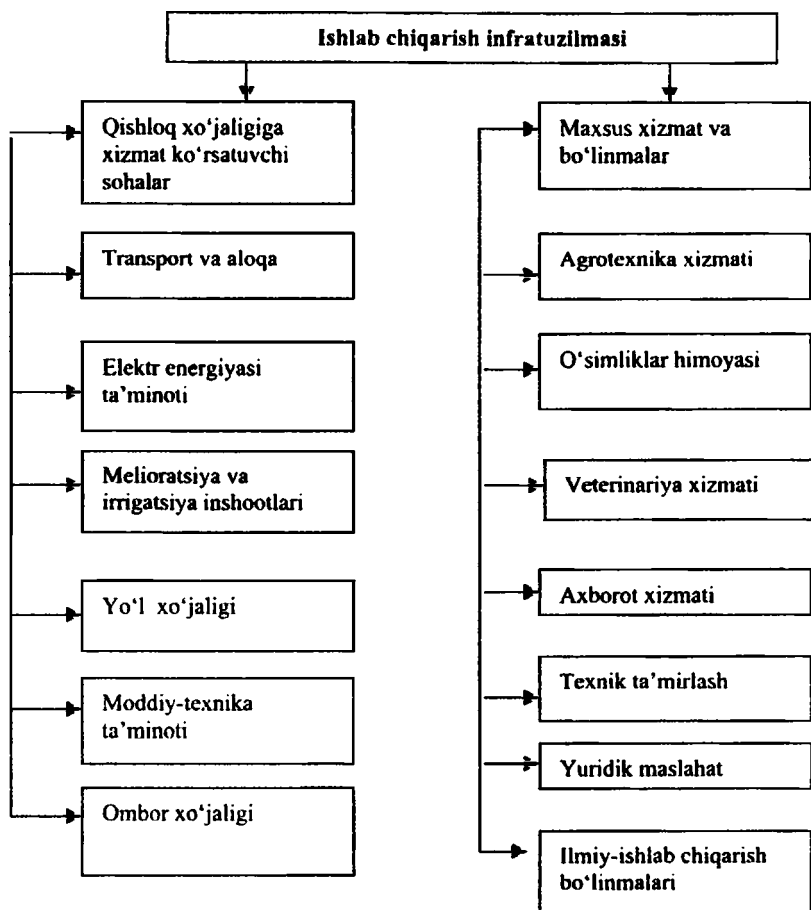 Ishlab chiqarish infratuzilmasi
Qishloq xo‘jaligiga
xizmat ko‘rsatuvchi
sohalar
Transport va aloqa
Elektr energiyasi
ta’minoti
Melioratsiya va
irrigatsiya inshootlari
Yo‘l xo‘jaligi
Moddiy-texnika
ta’minoti
Ombor xo‘jaligi
Maxsus xizmat va
bo‘linmalar
Agrotexnika xizmati
O‘simliklar himoyasi
Veterinariya xizmati
Axborot xizmati
Texnik ta’mirlash
Yuridik maslahat
Ilmiy-ishlab chiqarish
bo‘linmalari